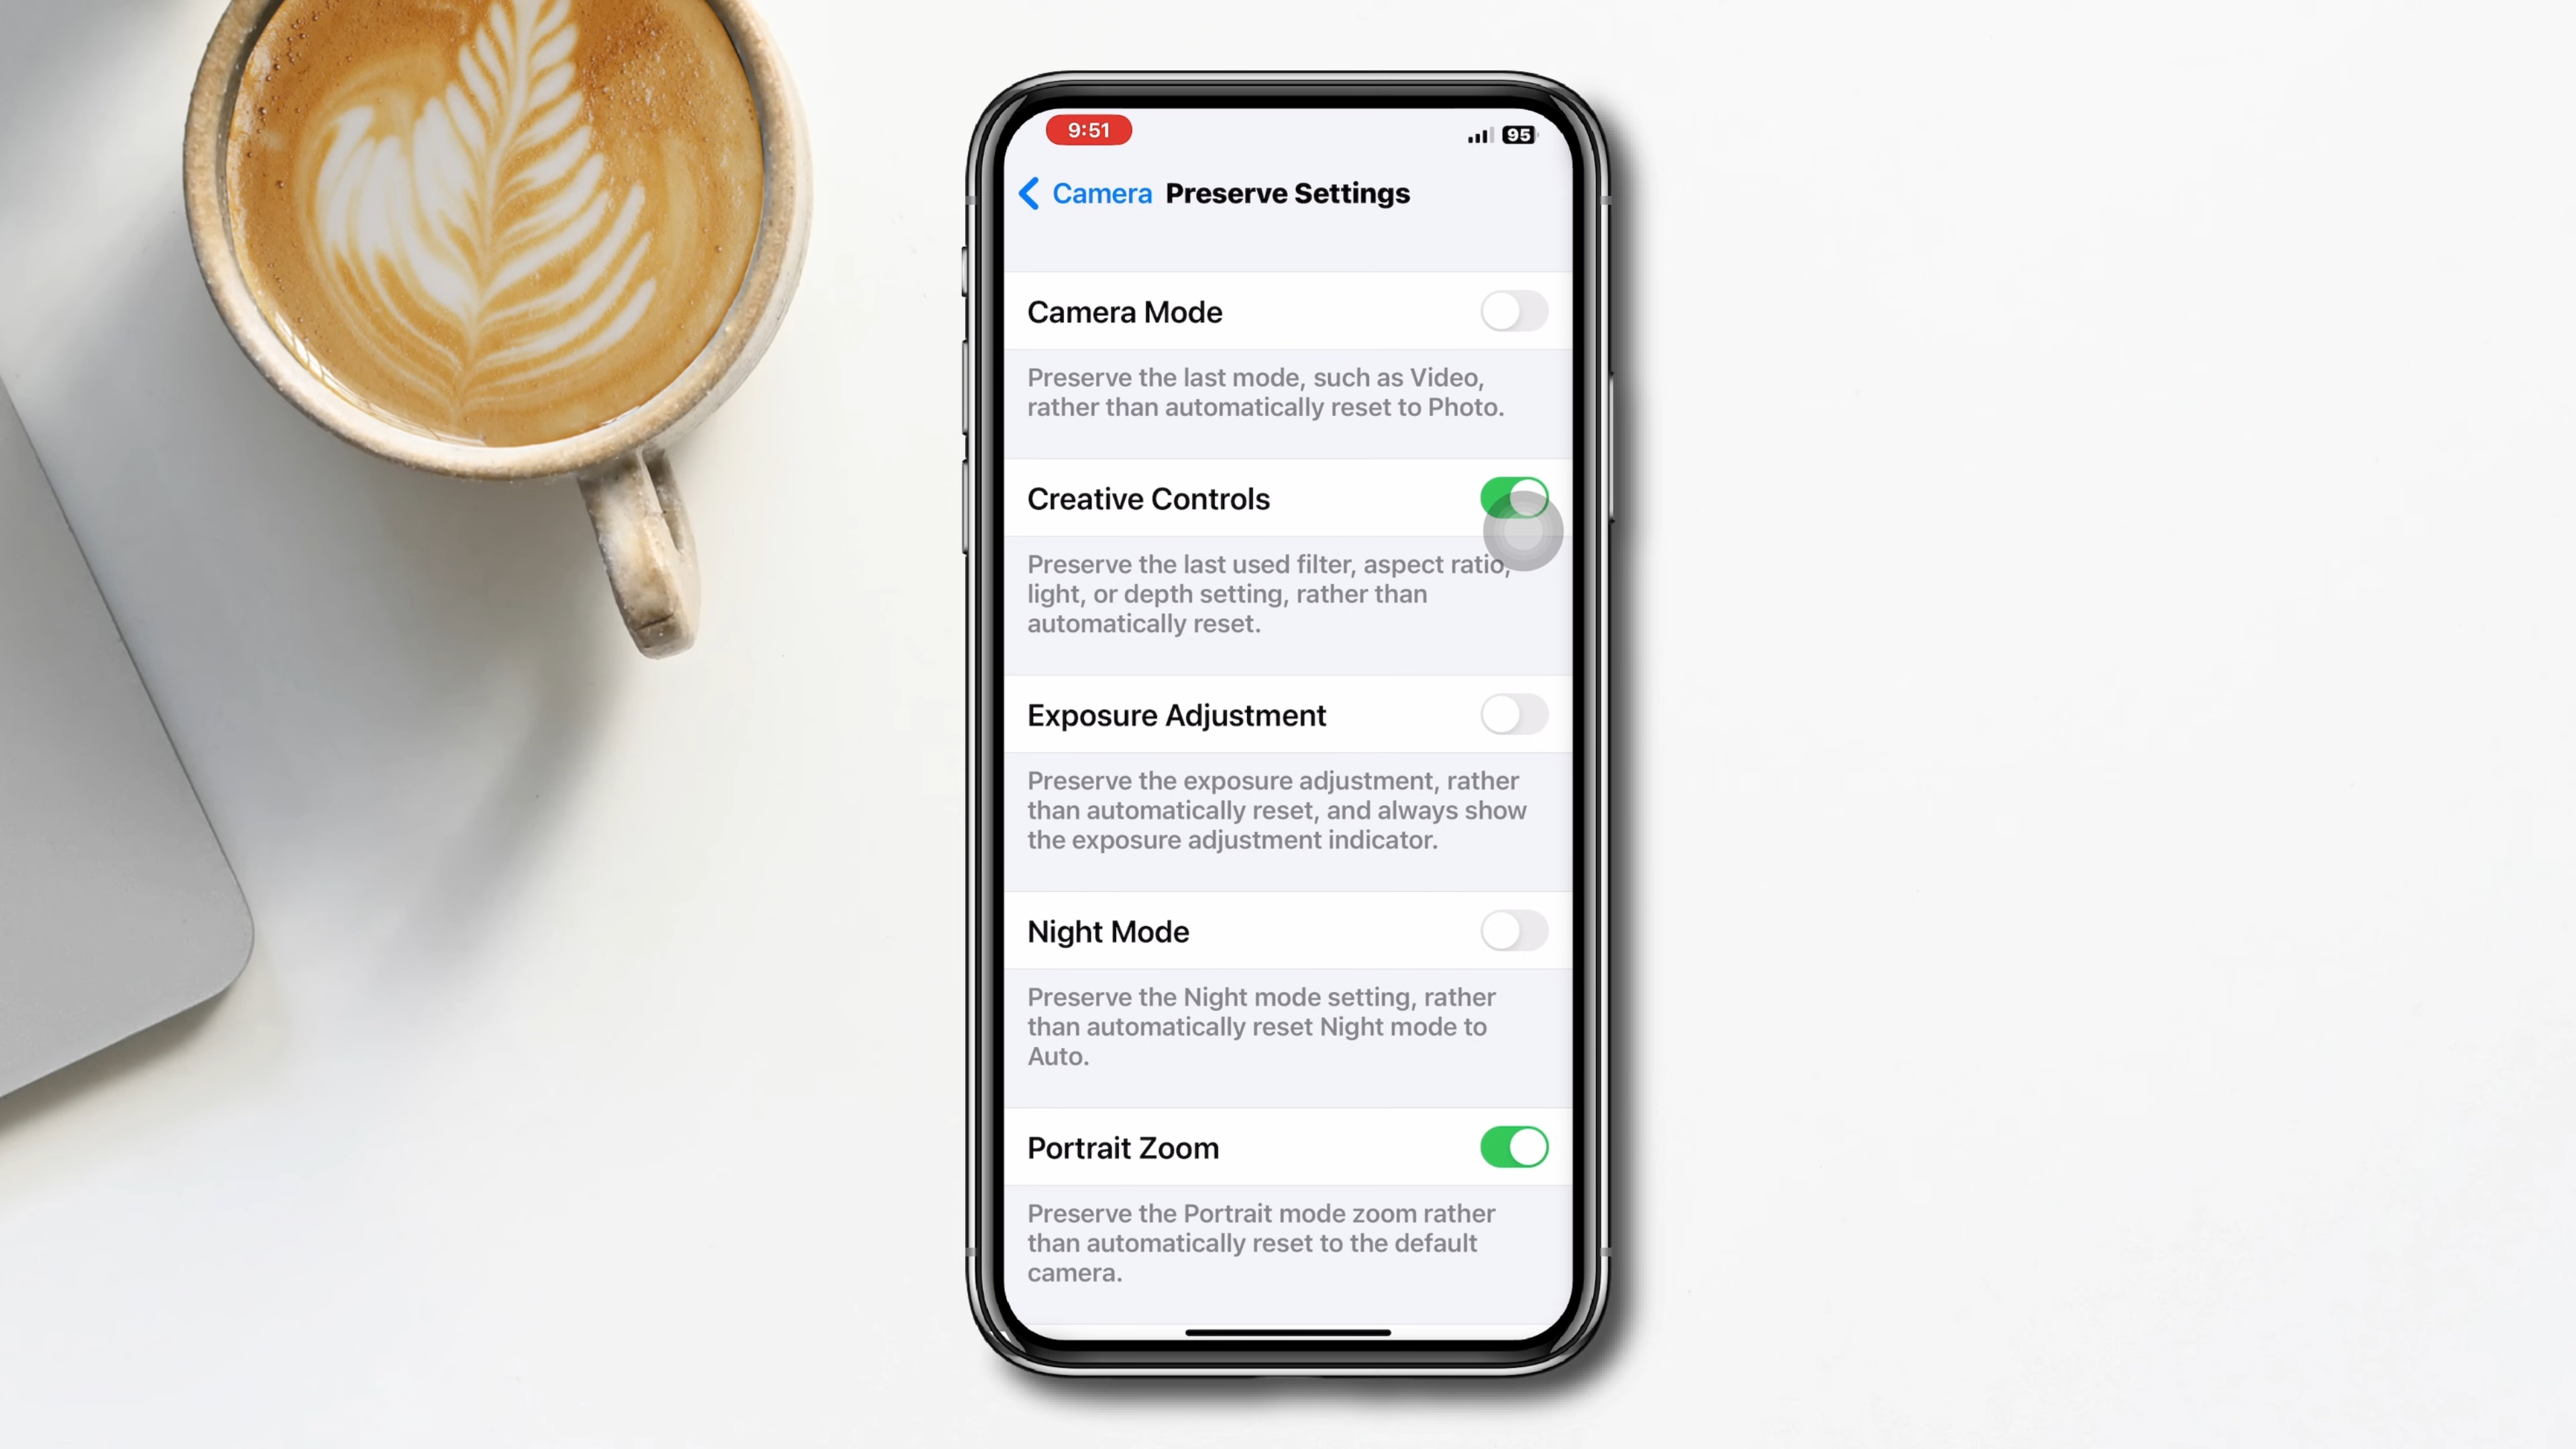 9:51
95
Camera Preserve Settings
Camera Mode
Preserve the last mode, such as Video,
rather than automatically reset to Photo.
Creative Controls
Preserve the last used filter, aspect ratio,
light, or depth setting, rather than
automatically reset.
Exposure Adjustment
Preserve the exposure adjustment, rather
than automatically reset, and always show
the exposure adjustment indicator.
Night Mode
Preserve the Night mode setting, rather
than automatically reset Night mode to
Auto.
Portrait Zoom
Preserve the Portrait mode zoom rather
than automatically reset to the default
camera.